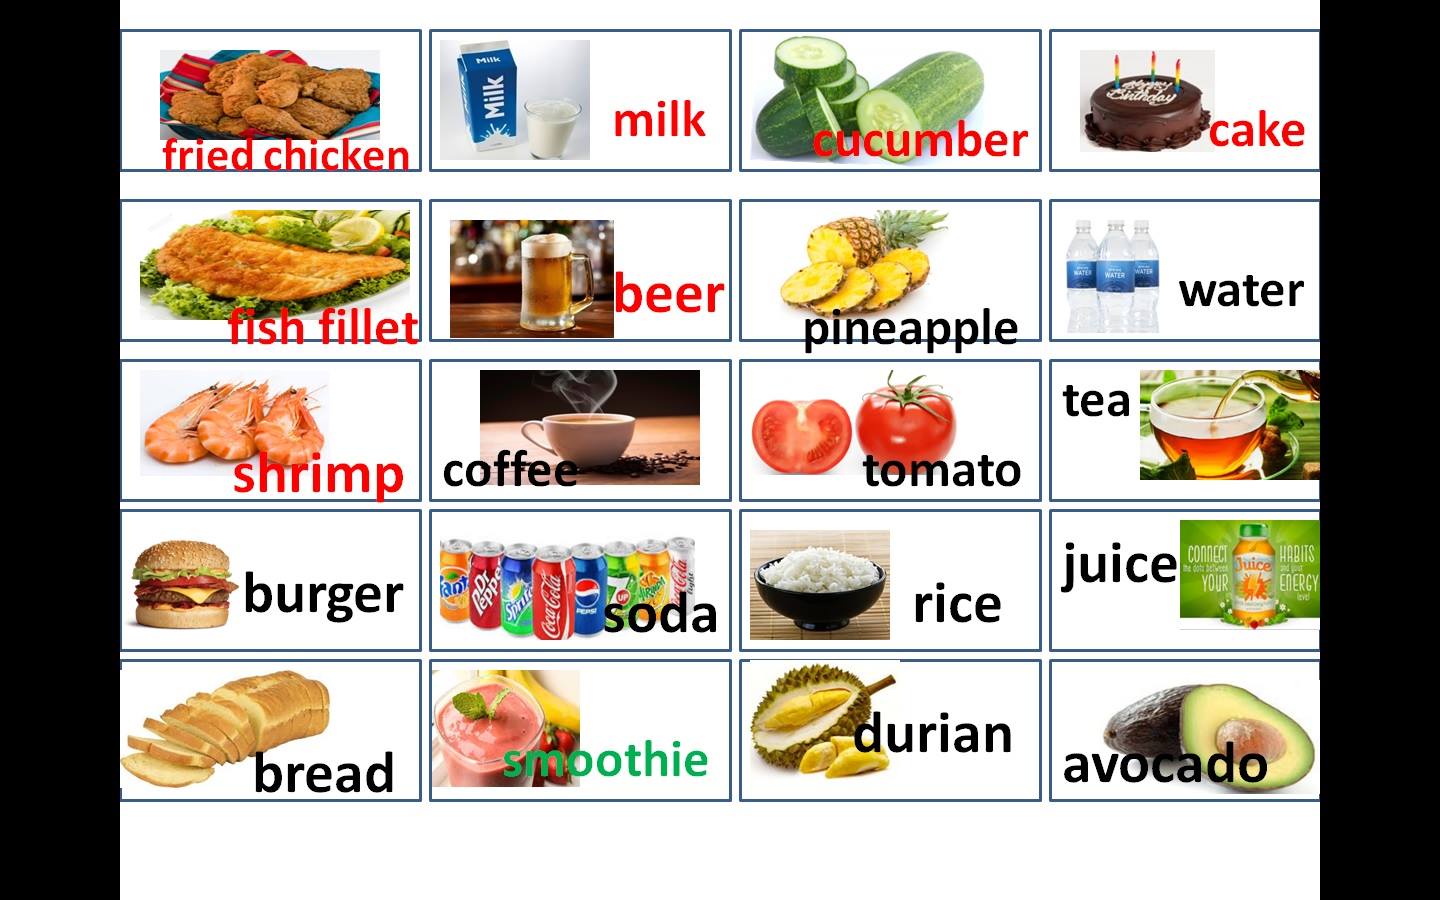 Milk
Milk
fried chicken
milk
cucumber
Happy
Birthday
cake
WATER
WATER
WATER
fish fillet
beer
pineapple
water
tea
shrimp
coffee
tomato
burger
Dr Pepper
Sprite
Coca-Cola
PEPSI
7UP
soda
rice
juice
CONNECT
the dots between
YOUR
Juice
HABITS
and your
ENERGY
level
bread
smoothie
durian
avocado